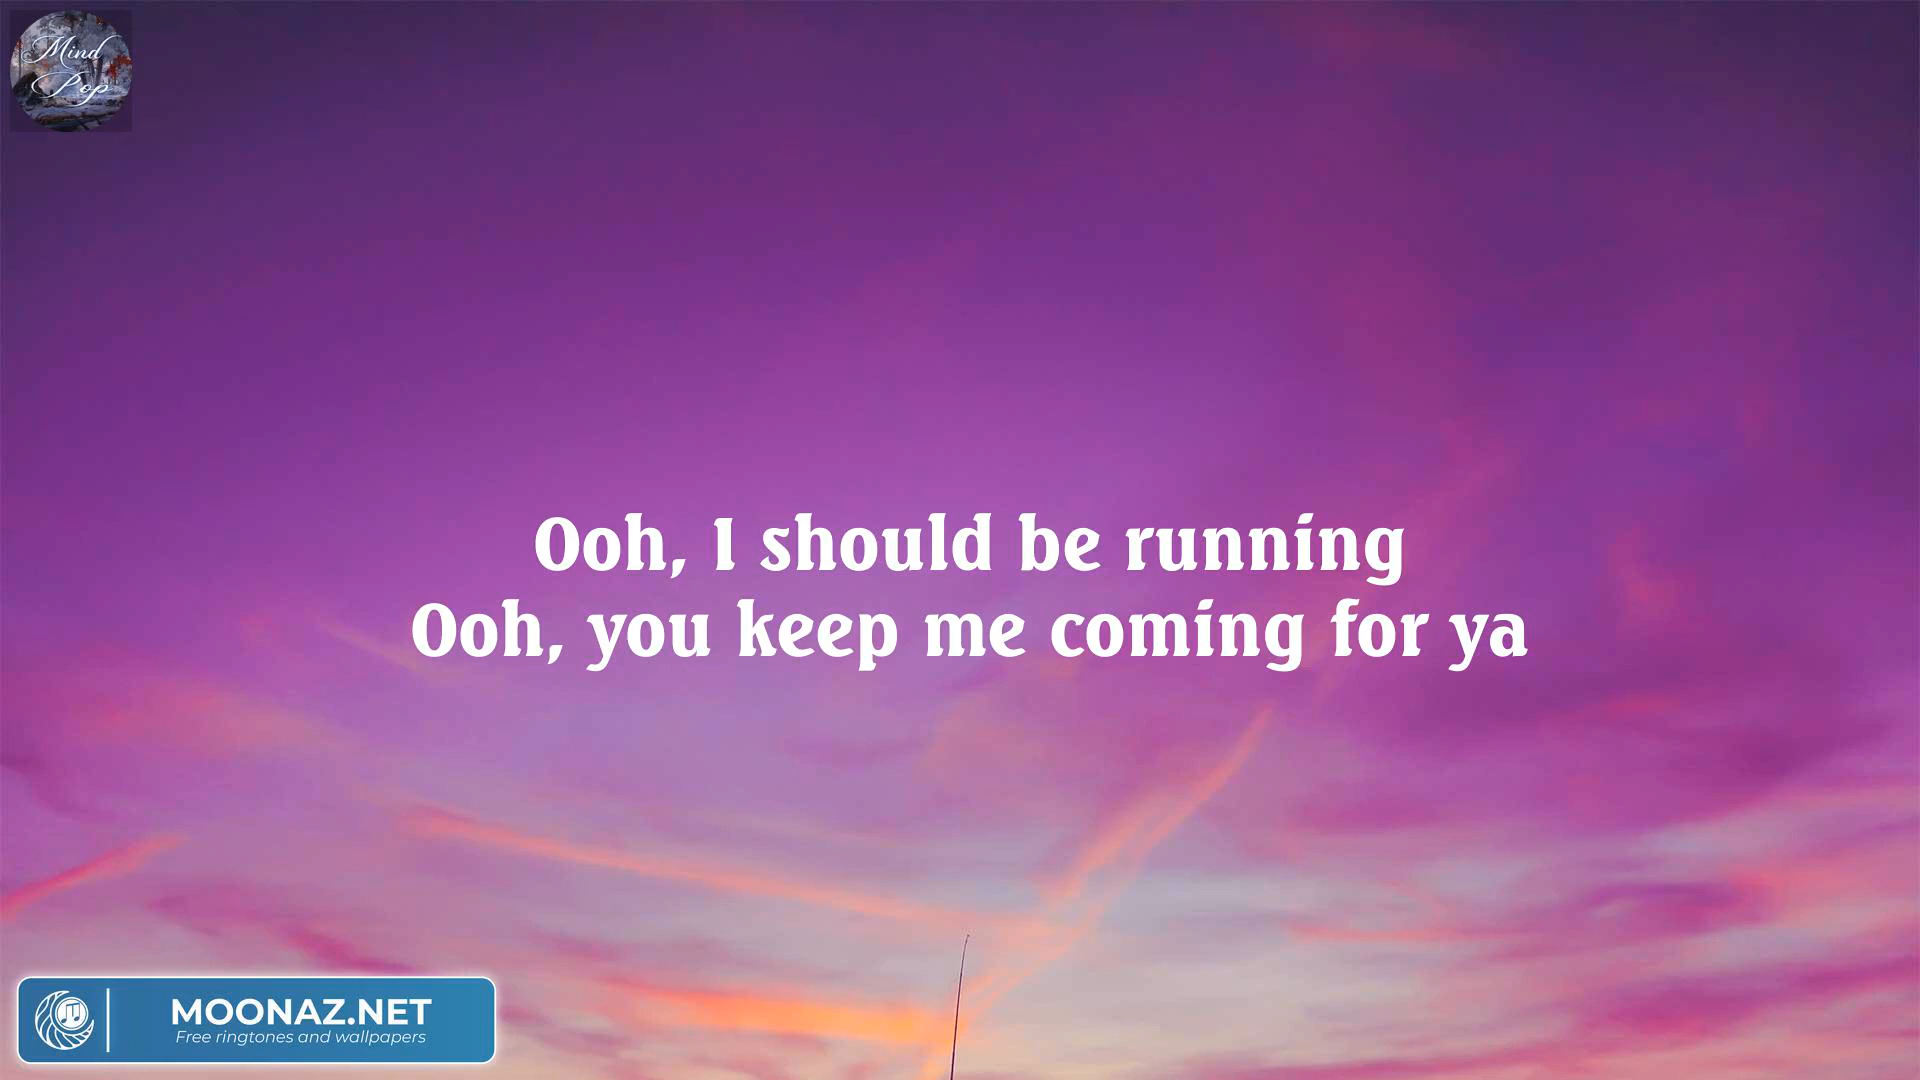 Mind
Pop
Ooh, I should be running
Ooh, you keep me coming for ya
MOONAZ.NET
Free ringtones and wallpapers